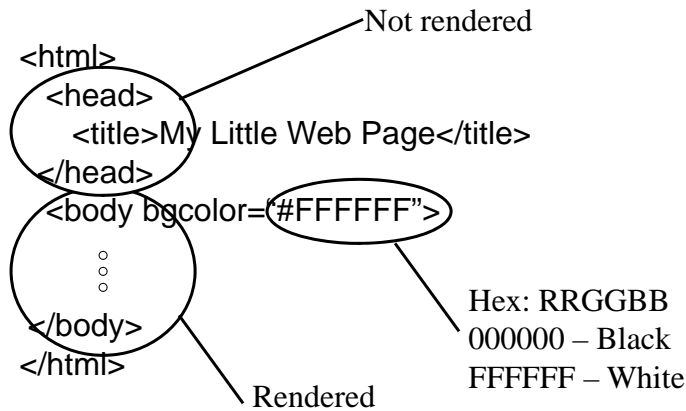 Not rendered
<html>
<head>
<title>My Little Web Page</title>
</head>
<body bgcolor=“#FFFFFF”>
</body>
</html>
Hex: RRGGBB
000000 – Black
FFFFFF – White
Rendered